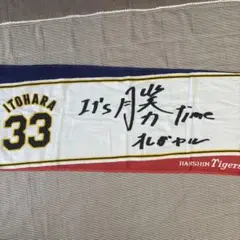 ITOHARA
33
It's 勝 time
オレがヤル
HANSHIN Tigers